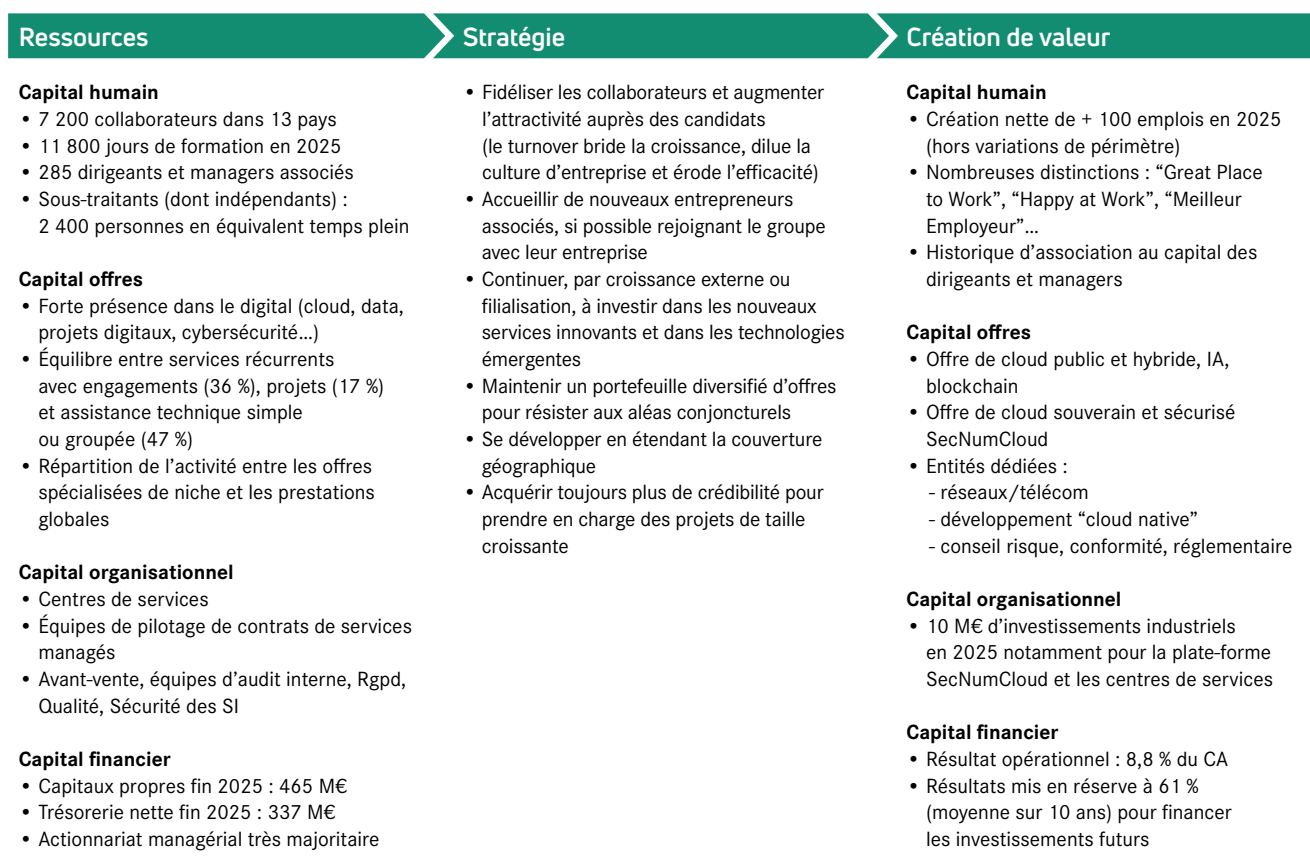 Ressources
Capital humain
• 7 200 collaborateurs dans 13 pays
• 11 800 jours de formation en 2025
• 285 dirigeants et managers associés
• Sous-traitants (dont indépendants) :
2 400 personnes en équivalent temps plein
Capital offres
• Forte présence dans le digital (cloud, data,
projets digitaux, cybersécurité...)
• Équilibre entre services récurrents
avec engagements (36 %), projets (17 %)
et assistance technique simple
ou groupée (47 %)
• Répartition de l’activité entre les offres
spécialisées de niche et les prestations
globales
Capital organisationnel
• Centres de services
• Équipes de pilotage de contrats de services
managés
• Avant-vente, équipes d’audit interne, Rgpd,
Qualité, Sécurité des SI
Capital financier
• Capitaux propres fin 2025 : 465 M€
• Trésorerie nette fin 2025 : 337 M€
• Actionnariat managérial très majoritaire
Stratégie
• Fidéliser les collaborateurs et augmenter
l’attractivité auprès des candidats
(le turnover bride la croissance, dilue la
culture d’entreprise et érode l’efficacité)
• Accueillir de nouveaux entrepreneurs
associés, si possible rejoignant le groupe
avec leur entreprise
• Continuer, par croissance externe ou
filialisation, à investir dans les nouveaux
services innovants et dans les technologies
émergentes
• Maintenir un portefeuille diversifié d’offres
pour résister aux aléas conjoncturels
• Se développer en étendant la couverture
géographique
• Acquérir toujours plus de crédibilité pour
prendre en charge des projets de taille
croissante
Création de valeur
Capital humain
• Création nette de + 100 emplois en 2025
(hors variations de périmètre)
• Nombreuses distinctions : “Great Place
to Work”, “Happy at Work”, “Meilleur
Employeur”...
• Historique d’association au capital des
dirigeants et managers
Capital offres
• Offre de cloud public et hybride, IA,
blockchain
• Offre de cloud souverain et sécurisé
SecNumCloud
• Entités dédiées :
- réseaux/télécom
- développement “cloud native”
- conseil risque, conformité, réglementaire
Capital organisationnel
• 10 M€ d’investissements industriels
en 2025 notamment pour la plate-forme
SecNumCloud et les centres de services
Capital financier
• Résultat opérationnel : 8,8 % du CA
• Résultats mis en réserve à 61 %
(moyenne sur 10 ans) pour financer
les investissements futurs